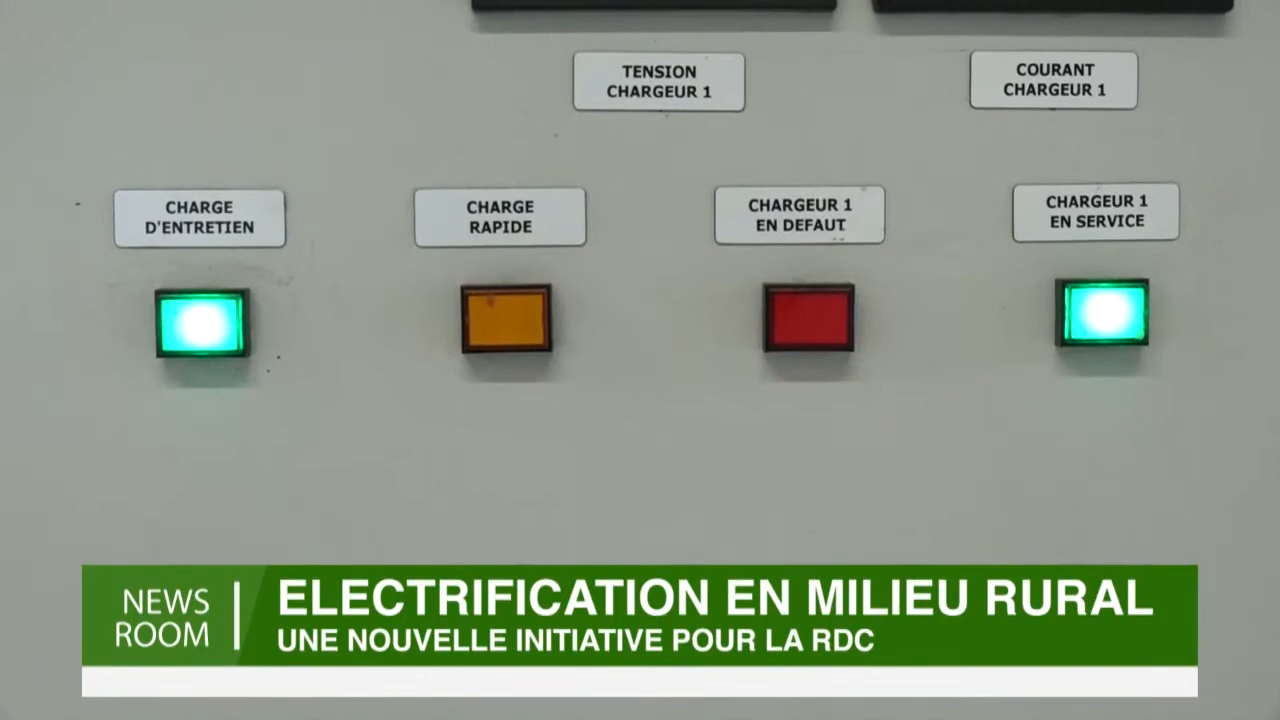 TENSION
CHARGEUR 1
COURANT
CHARGEUR 1
CHARGE
D'ENTRETIEN
CHARGE
RAPIDE
CHARGEUR 1
EN DEFAUT
CHARGEUR 1
EN SERVICE
NEWS
ROOM
ELECTRIFICATION EN MILIEU RURAL
UNE NOUVELLE INITIATIVE POUR LA RDC